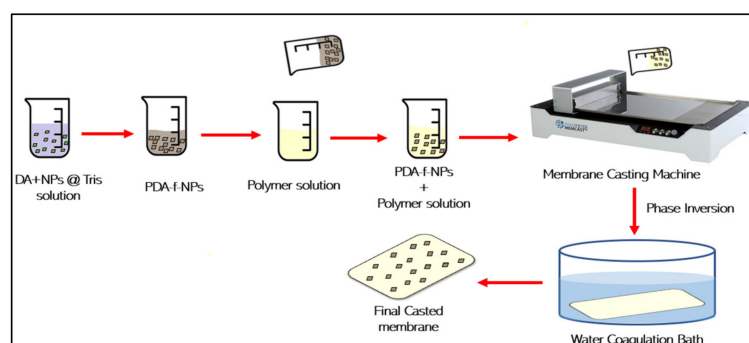 DA+NPs @ Tris
solution
PDA-f-NPs
Polymer solution
PDA-f-NPs
+
Polymer solution
MEMCAST
Membrane Casting Machine
Phase Inversion
Water Coagulation Bath
Final Casted
membrane